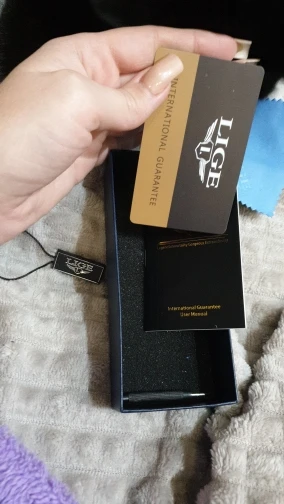 INTERNATIONAL GUARANTEE
LIGE
LIGE
International Guarantee
User Manual